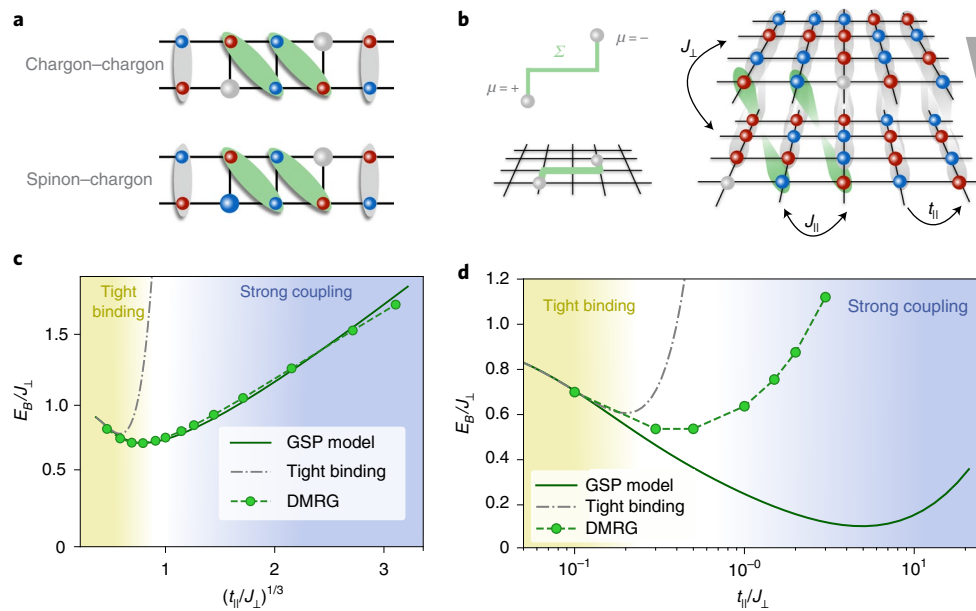 a
Chargon–chargon
Spinon–chargon
b
μ = –
Σ
μ = +
J⊥
J||
t||
c
Tight
binding
Strong coupling
1.5
1.0
0.5
0
E_B/J⊥
GSP model
Tight binding
DMRG
1
2
3
(t||/J⊥)^1/3
d
Tight binding
Strong coupling
1.2
1.0
0.8
0.6
0.4
0.2
0
E_B/J⊥
GSP model
Tight binding
DMRG
10^−1
10^−0
10^1
t||/J⊥